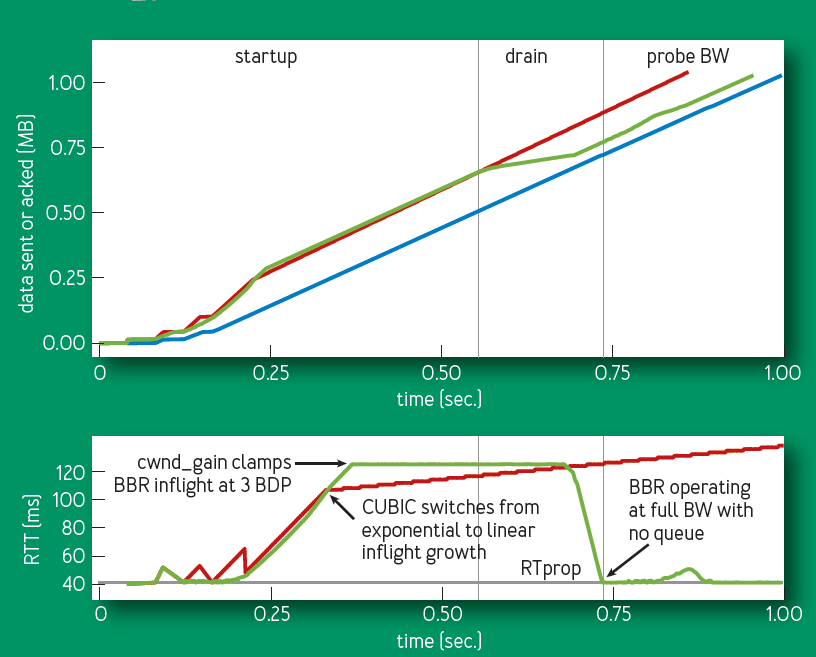 startup
drain
probe BW
data sent or acked (MB)
1.00
0.75
0.50
0.25
0.00
0
0.25
0.50
0.75
1.00
time (sec.)
cwnd_gain clamps
BBR inflight at 3 BDP
CUBIC switches from
exponential to linear
inflight growth
BBR operating
at full BW with
no queue
RTprop
RTT (ms)
120
100
80
60
40
0
0.25
0.50
0.75
1.00
time (sec.)